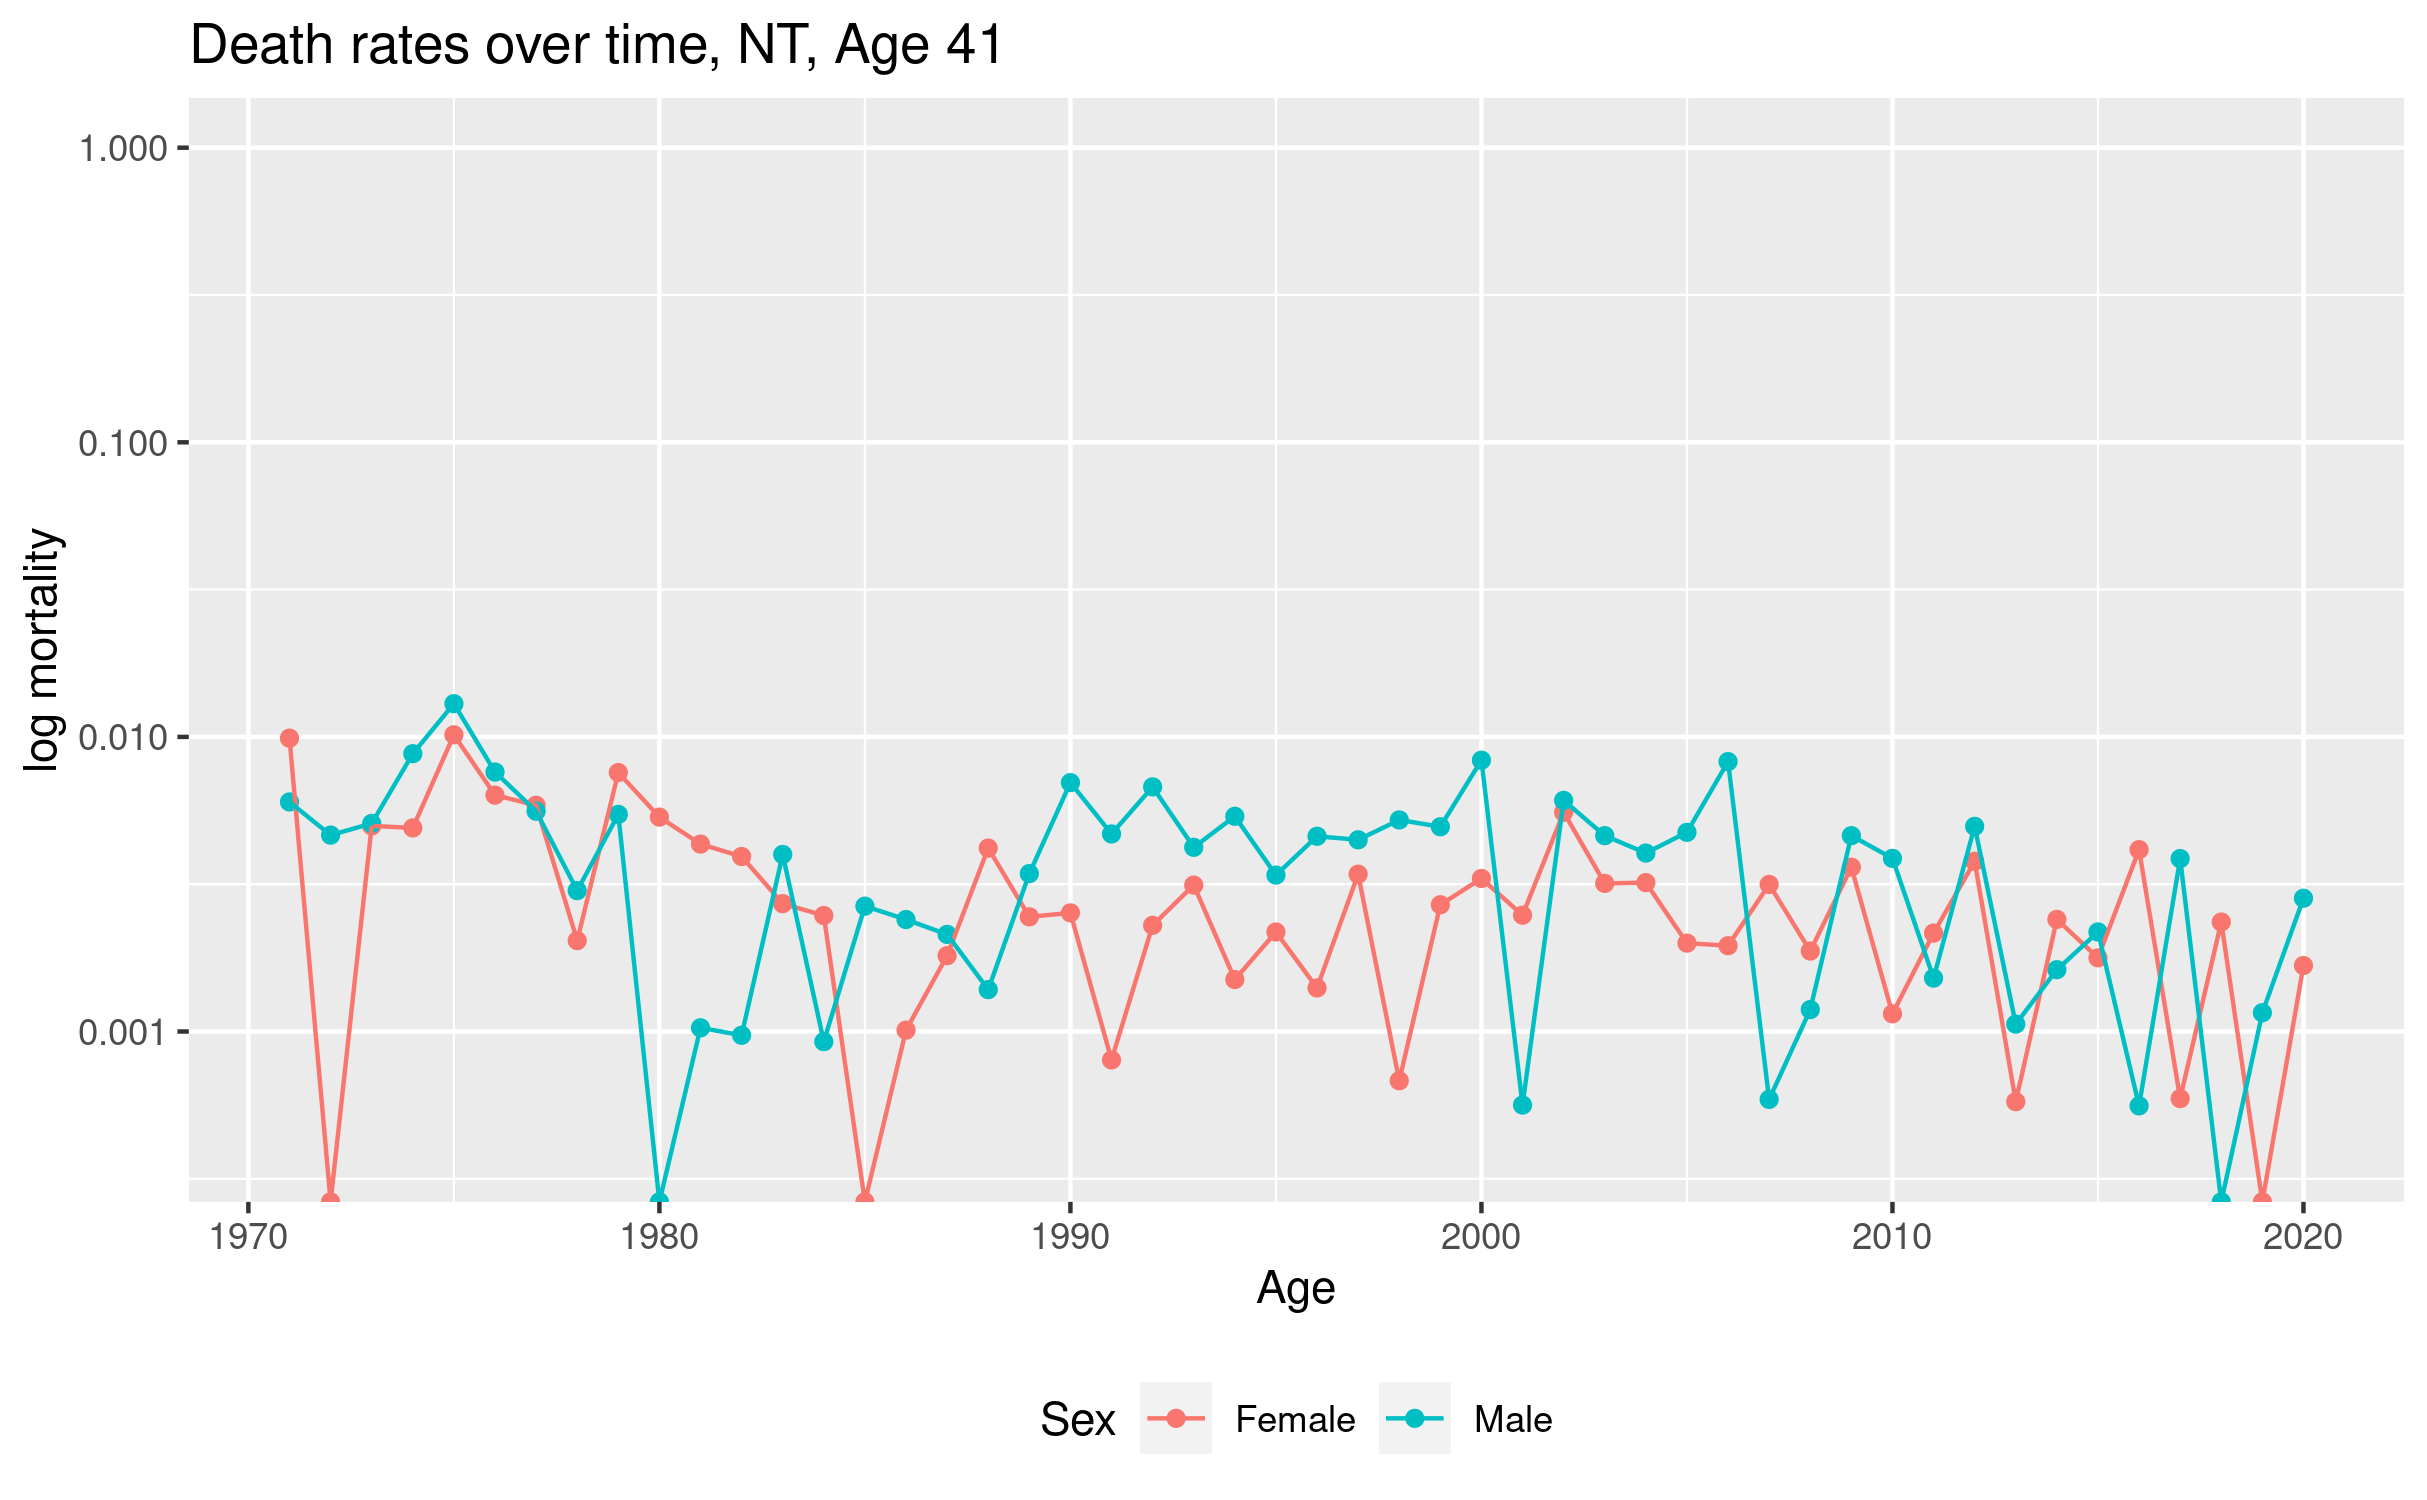 Death rates over time, NT, Age 41
1.000
0.100
0.010
0.001
log mortality
1970 1980 1990 2000 2010 2020
Age
Sex Female Male